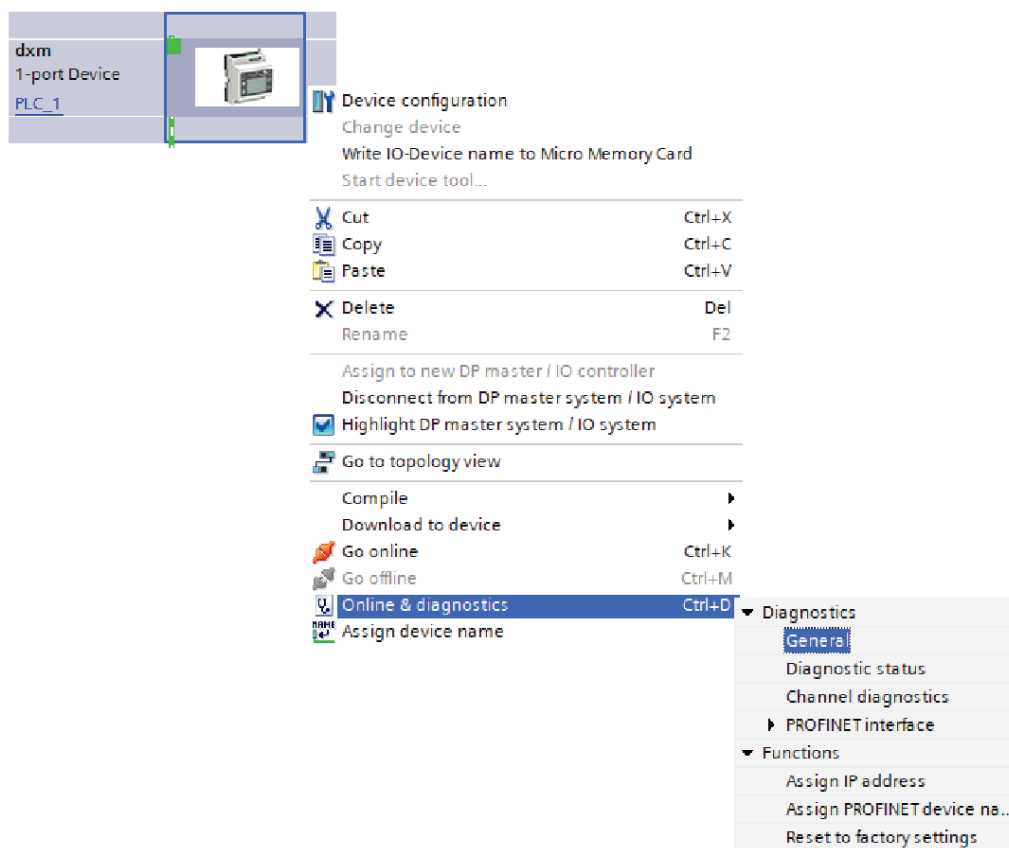 dxm
1-port Device
PLC_1
Device configuration
Change device
Write IO-Device name to Micro Memory Card
Start device tool...
Cut Ctrl+X
Copy Ctrl+C
Paste Ctrl+V
Delete Del
Rename F2
Assign to new DP master / IO controller
Disconnect from DP master system / IO system
Highlight DP master system / IO system
Go to topology view
Compile
Download to device
Go online Ctrl+K
Go offline Ctrl+M
Online & diagnostics Ctrl+D
NAME Assign device name
Diagnostics
General
Diagnostic status
Channel diagnostics
PROFINET interface
Functions
Assign IP address
Assign PROFINET device na...
Reset to factory settings